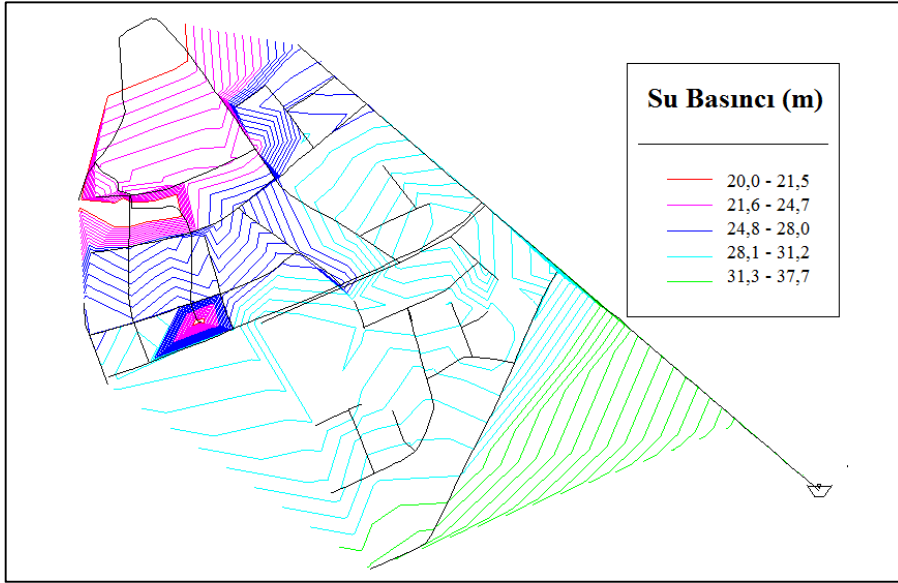 Su Basıncı (m)
20,0 - 21,5
21,6 - 24,7
24,8 - 28,0
28,1 - 31,2
31,3 - 37,7